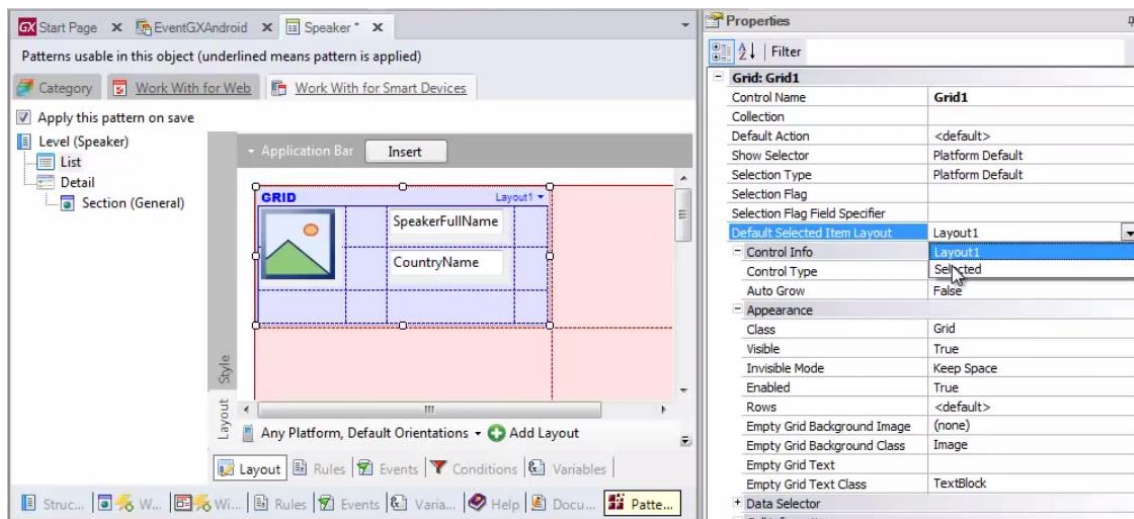 GX Start Page x EventGXAndroid x Speaker * x
Patterns usable in this object (underlined means pattern is applied)
Category Work With for Web Work With for Smart Devices
Apply this pattern on save
Level (Speaker)
List
Detail
Section (General)
Application Bar Insert
GRID Layout1
SpeakerFullName
CountryName
Style
Layout
Any Platform, Default Orientations Add Layout
Layout Rules Events Conditions Variables
Struc... W... Wi... Rules Events Varia... Help Docu... Patte...
Properties
Filter
Grid: Grid1
Control Name Grid1
Collection
Default Action <default>
Show Selector Platform Default
Selection Type Platform Default
Selection Flag
Selection Flag Field Specifier
Default Selected Item Layout Layout1
Control Info Layout1
Control Type Selected
Auto Grow False
Appearance
Class Grid
Visible True
Invisible Mode Keep Space
Enabled True
Rows <default>
Empty Grid Background Image (none)
Empty Grid Background Class Image
Empty Grid Text
Empty Grid Text Class TextBlock
Data Selector